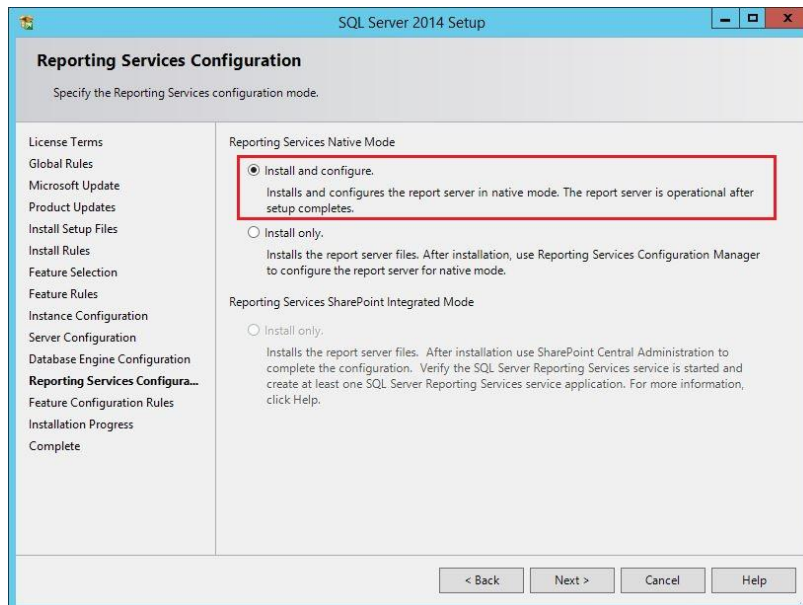 SQL Server 2014 Setup
Reporting Services Configuration
Specify the Reporting Services configuration mode.
License Terms
Global Rules
Microsoft Update
Product Updates
Install Setup Files
Install Rules
Feature Selection
Feature Rules
Instance Configuration
Server Configuration
Database Engine Configuration
Reporting Services Configura...
Feature Configuration Rules
Installation Progress
Complete
Reporting Services Native Mode
Install and configure.
Installs and configures the report server in native mode. The report server is operational after
setup completes.
Install only.
Installs the report server files. After installation, use Reporting Services Configuration Manager
to configure the report server for native mode.
Reporting Services SharePoint Integrated Mode
Install only.
Installs the report server files. After installation use SharePoint Central Administration to
complete the configuration. Verify the SQL Server Reporting Services service is started and
create at least one SQL Server Reporting Services service application. For more information,
click Help.
< Back
Next >
Cancel
Help